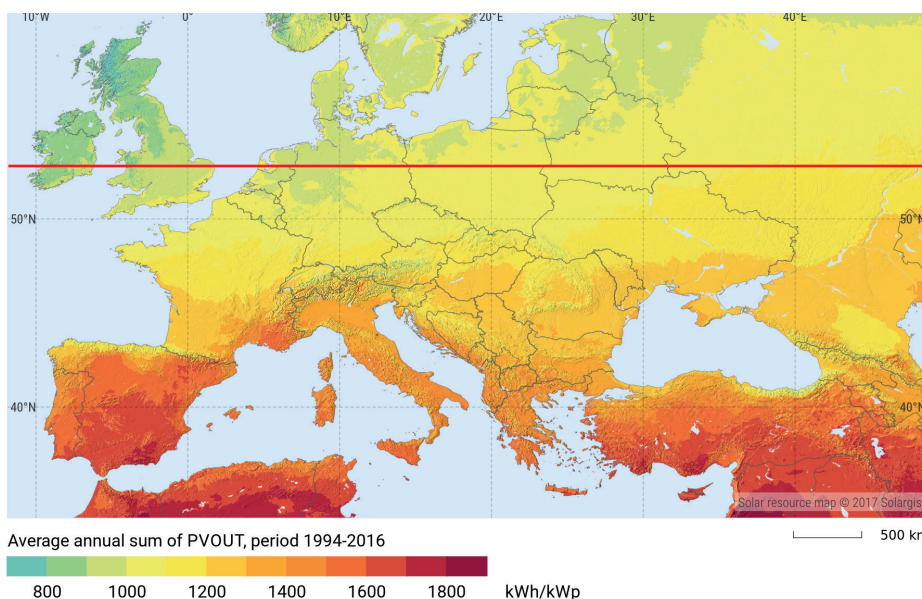 10°W 0° 10°E 20°E 30°E 40°E
50°N 50°N
40°N 40°N
Solar resource map © 2017 Solargis
Average annual sum of PVOUT, period 1994-2016
500 km
800 1000 1200 1400 1600 1800 kWh/kWp